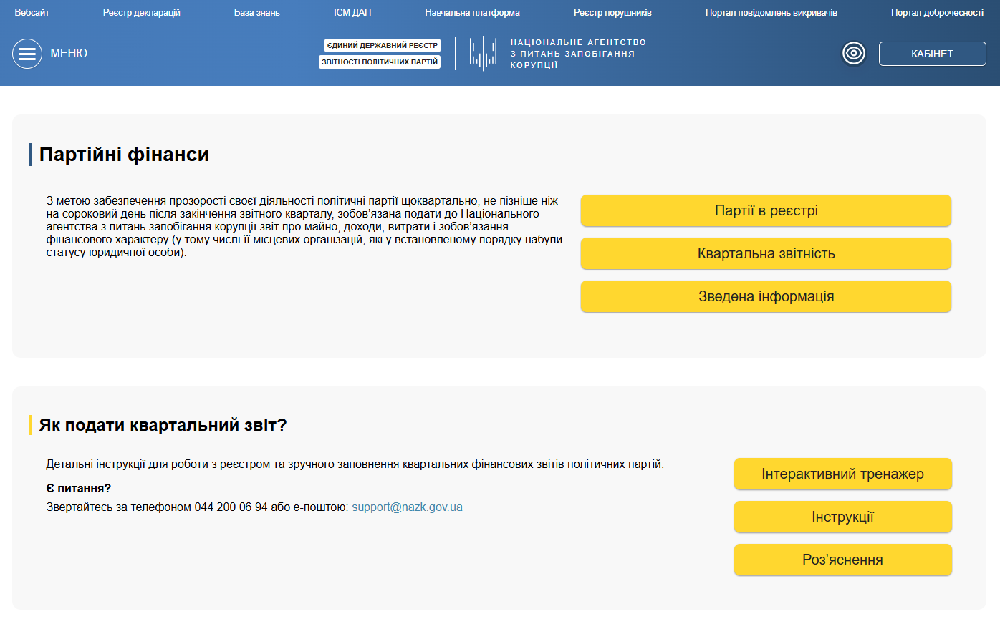 Вебсайт
Реєстр декларацій
База знань
ІСМ ДАП
Навчальна платформа
Реєстр порушників
Портал повідомлень викривачів
Портал доброчесності
МЕНЮ
ЄДИНИЙ ДЕРЖАВНИЙ РЕЄСТР
ЗВІТНОСТІ ПОЛІТИЧНИХ ПАРТІЙ
НАЦІОНАЛЬНЕ АГЕНТСТВО
З ПИТАНЬ ЗАПОБІГАННЯ
КОРУПЦІЇ
КАБІНЕТ
Партійні фінанси
З метою забезпечення прозорості своєї діяльності політичні партії щоквартально, не пізніше ніж
на сороковий день після закінчення звітного кварталу, зобов’язана подати до Національного
агентства з питань запобігання корупції звіт про майно, доходи, витрати і зобов’язання
фінансового характеру (у тому числі її місцевих організацій, які у встановленому порядку набули
статусу юридичної особи).
Партії в реєстрі
Квартальна звітність
Зведена інформація
Як подати квартальний звіт?
Детальні інструкції для роботи з реєстром та зручного заповнення квартальних фінансових звітів політичних партій.
Є питання?
Звертайтесь за телефоном 044 200 06 94 або е-поштою: support@nazk.gov.ua
Інтерактивний тренажер
Інструкції
Роз’яснення